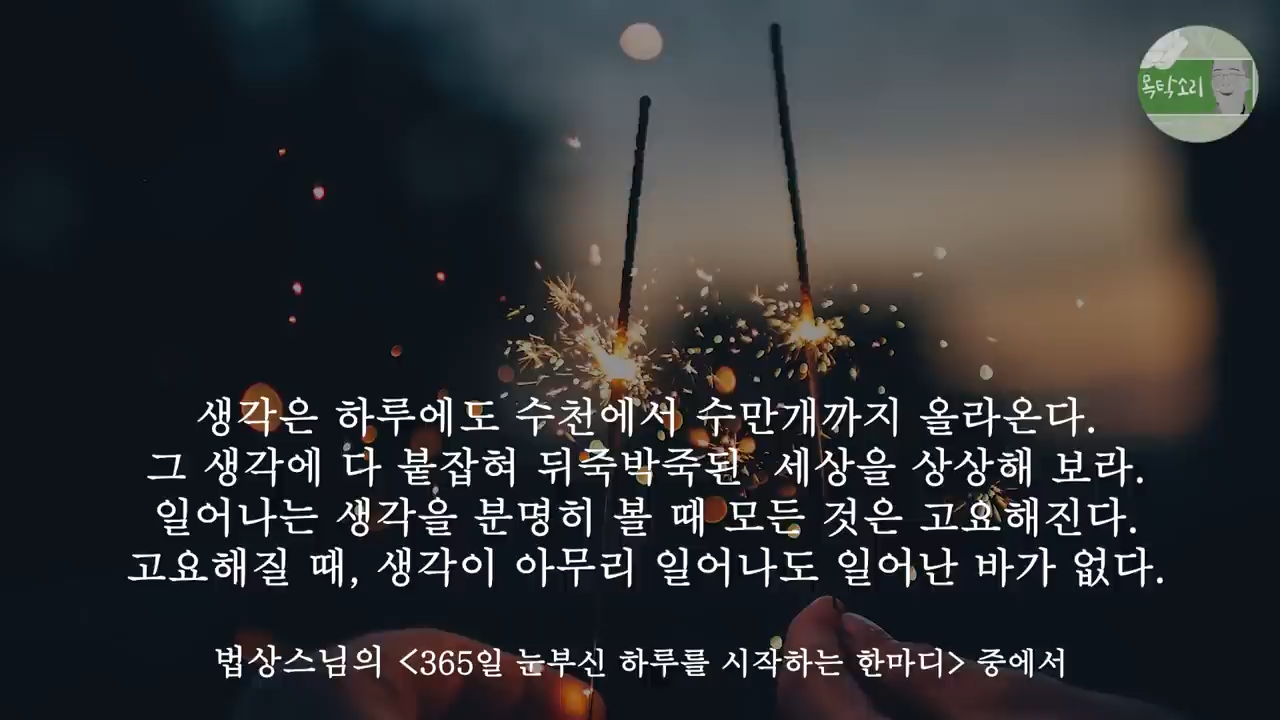 목탁소리
생각은 하루에도 수천에서 수만개까지 올라온다.
그 생각에 다 붙잡혀 뒤죽박죽된 세상을 상상해 보라.
일어나는 생각을 분명히 볼 때 모든 것은 고요해진다.
고요해질 때, 생각이 아무리 일어나도 일어난 바가 없다.
법상스님의 <365일 눈부신 하루를 시작하는 한마디> 중에서